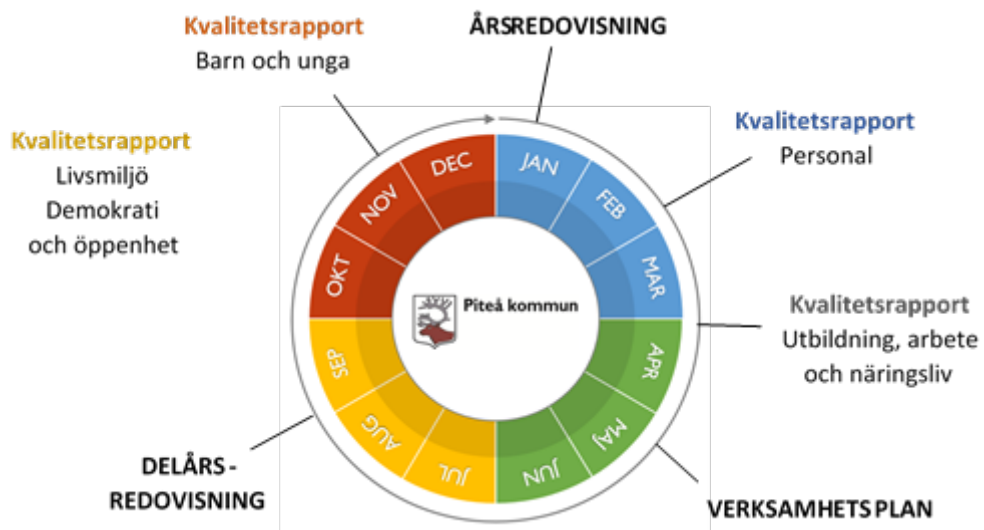 Kvalitetsrapport
Barn och unga
ÅRSREDOVISNING
Kvalitetsrapport
Personal
Kvalitetsrapport
Livsmiljö
Demokrati
och öppenhet
Kvalitetsrapport
Utbildning, arbete
och näringsliv
VERKSAMHETSPLAN
DELÅRS-
REDOVISNING
JAN
FEB
MAR
APR
MAJ
JUN
JUL
AUG
SEP
OKT
NOV
DEC
Piteå kommun